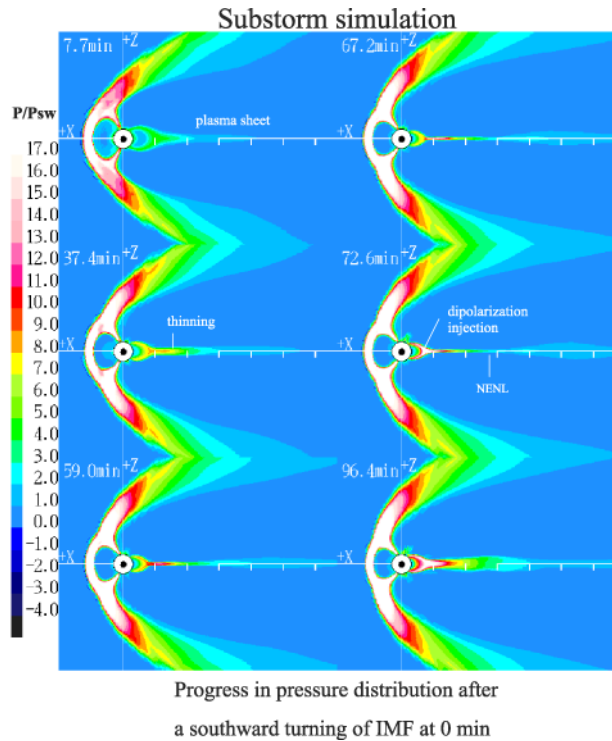 Substorm simulation
7.7min
+Z
67.2min
+Z
P/Psw
plasma sheet
+X
+X
17.0
16.0
15.0
14.0
13.0
12.0
11.0
10.0
9.0
8.0
7.0
6.0
5.0
4.0
3.0
2.0
1.0
0.0
-1.0
-2.0
-3.0
-4.0
37.4min
+Z
72.6min
+Z
thinning
dipolarization
injection
+X
+X
NENL
59.0min
+Z
96.4min
+Z
+X
+X
Progress in pressure distribution after
a southward turning of IMF at 0 min